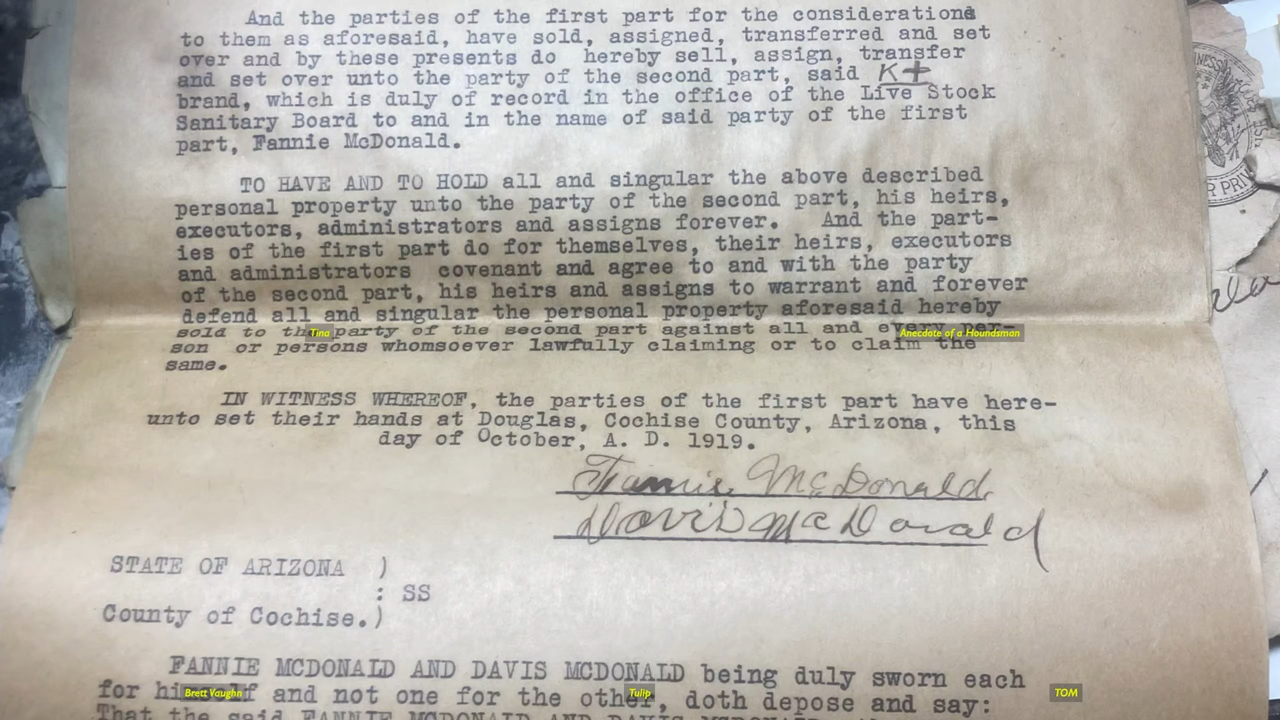 And the parties of the first part for the considerations
to them as aforesaid, have sold, assigned, transferred and set
over and by these presents do hereby sell, assign, transfer
and set over unto the party of the second part, said K+
brand, which is duly of record in the office of the Live Stock
Sanitary Board to and in the name of said party of the first
part, Fannie McDonald.
TO HAVE AND TO HOLD all and singular the above described
personal property unto the party of the second part, his heirs,
executors, administrators and assigns forever. And the part-
ies of the first part do for themselves, their heirs, executors
and administrators covenant and agree to and with the party
of the second part, his heirs and assigns to warrant and forever
defend all and singular the personal property aforesaid hereby
sold to the party of the second part against all and every per-
Tina
Anecdote of a Houndsman
son or persons whomsoever lawfully claiming or to claim the
same.
IN WITNESS WHEREOF, the parties of the first part have here-
unto set their hands at Douglas, Cochise County, Arizona, this
day of October, A. D. 1919.
Fannie McDonald
Davis McDonald
STATE OF ARIZONA )
: SS
County of Cochise.)
FANNIE MCDONALD AND DAVIS MCDONALD being duly sworn each
for himself and not one for the other, doth depose and say:
Brett Vaughn
Tulip
TOM
That the said FANNIE MCDONALD AND DAVIS MCDONALD